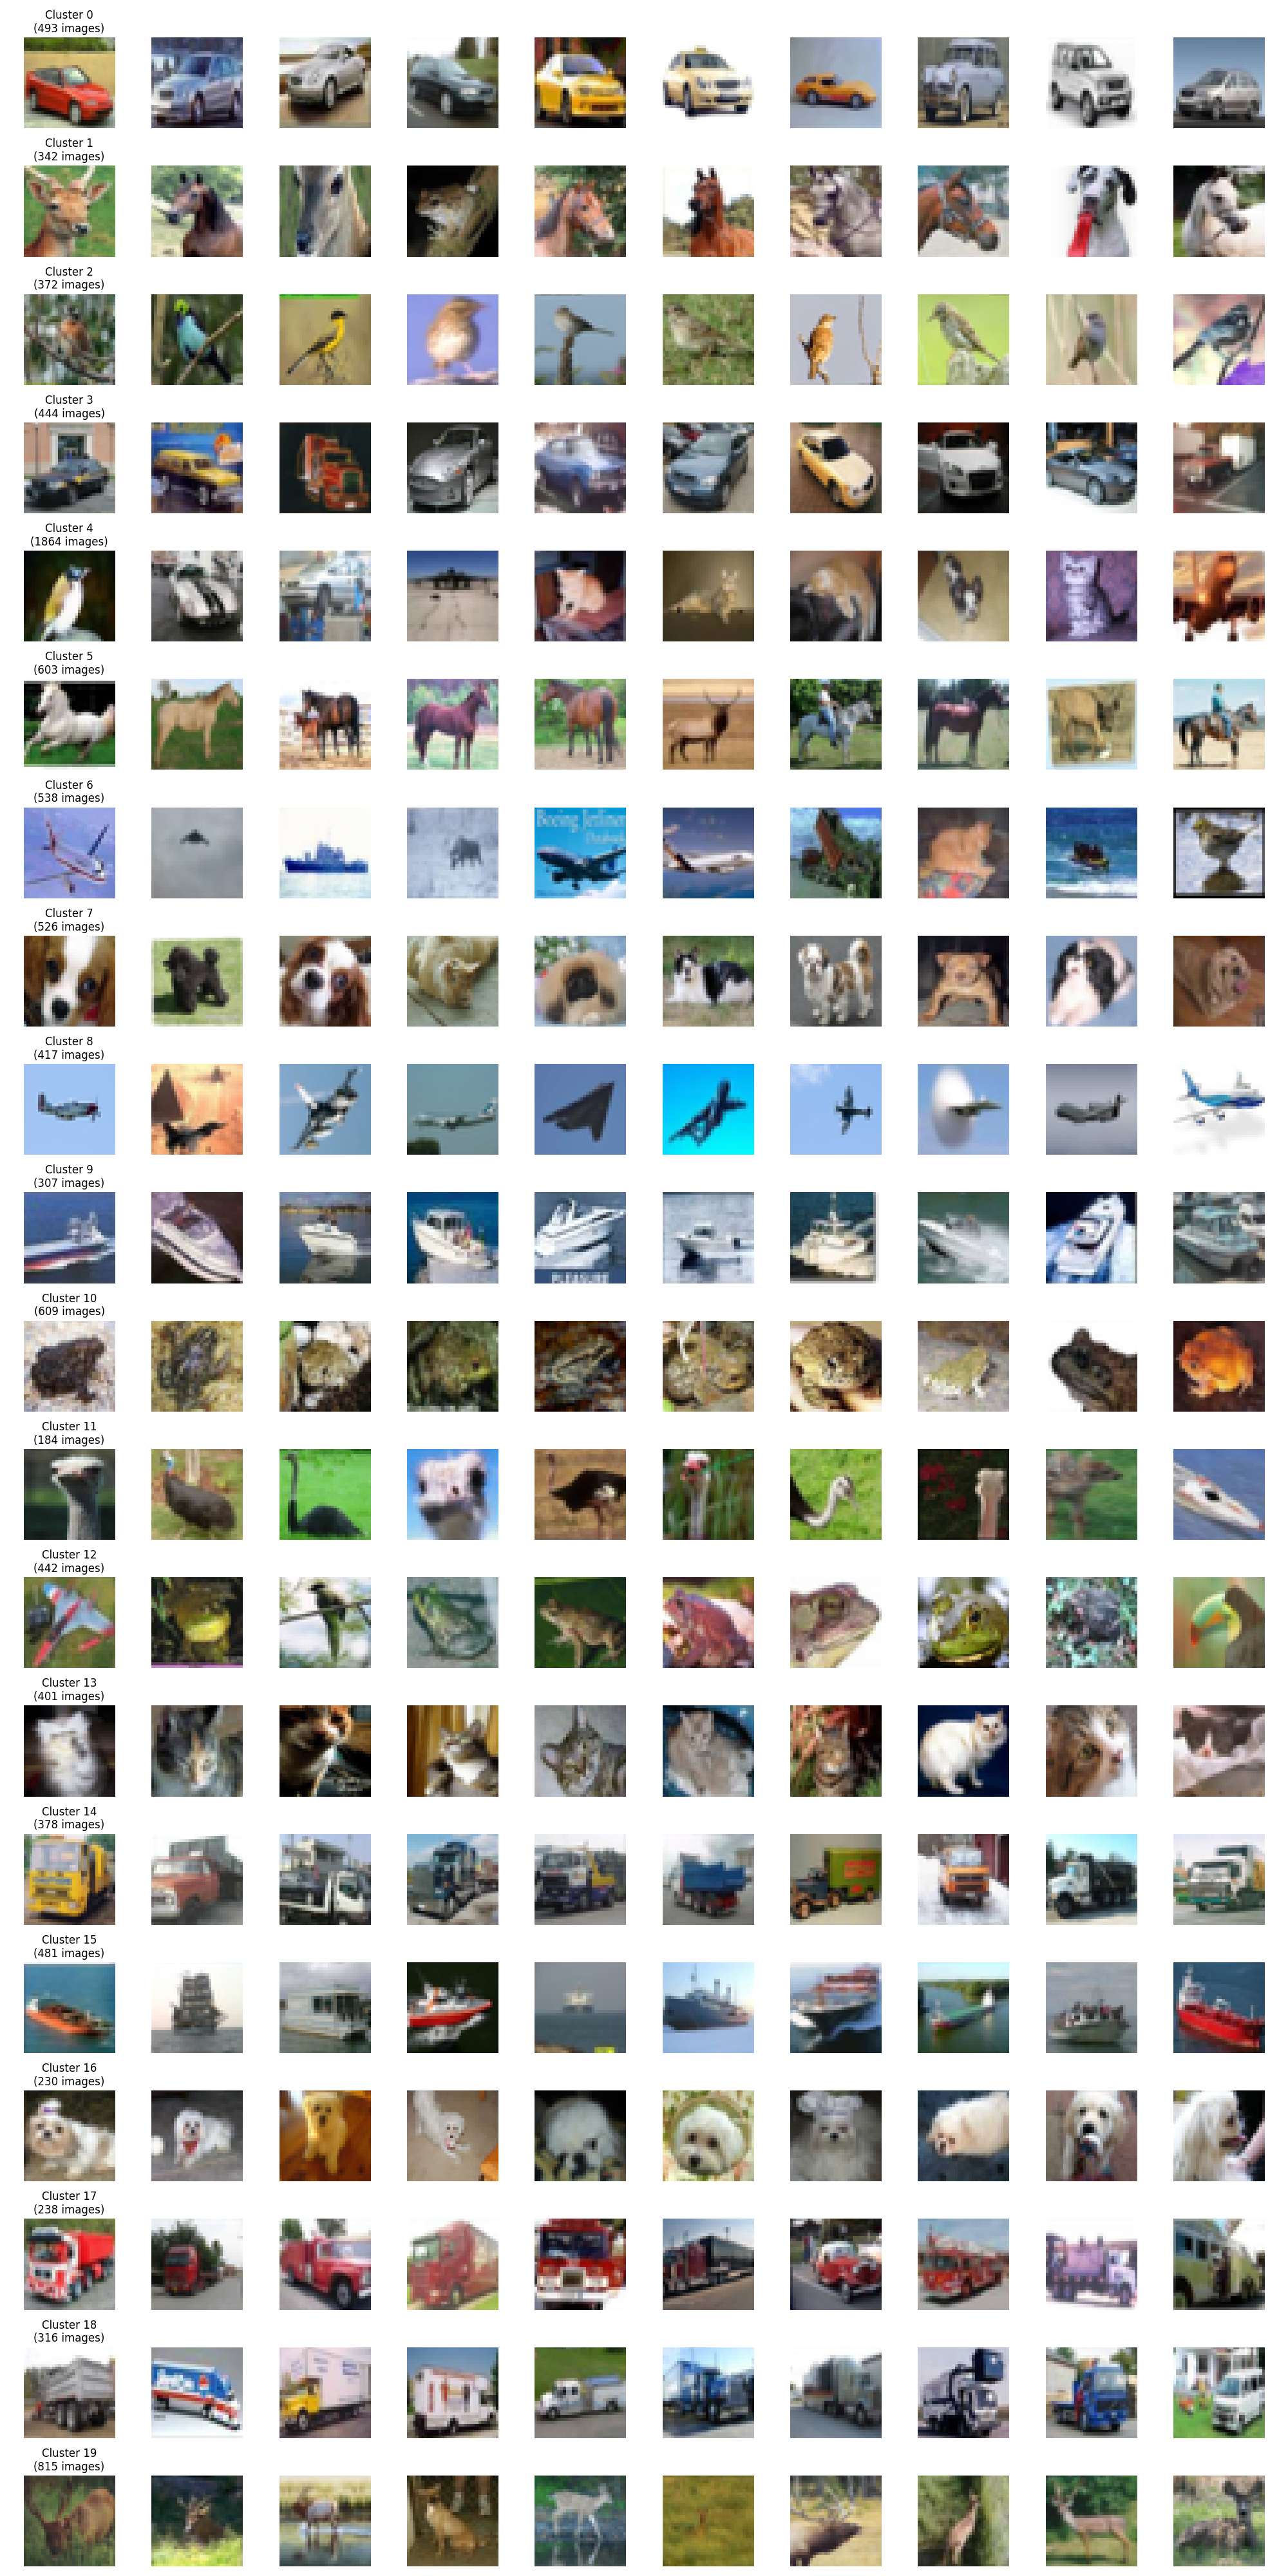 Cluster 0
(493 images)
Cluster 1
(342 images)
Cluster 2
(372 images)
Cluster 3
(444 images)
Cluster 4
(1864 images)
Cluster 5
(603 images)
Cluster 6
(538 images)
Boeing Jetliner
Cluster 7
(526 images)
Cluster 8
(417 images)
Cluster 9
(307 images)
PLEASURE
Cluster 10
(609 images)
Cluster 11
(184 images)
Cluster 12
(442 images)
Cluster 13
(401 images)
Cluster 14
(378 images)
Cluster 15
(481 images)
Cluster 16
(230 images)
Cluster 17
(238 images)
Cluster 18
(316 images)
Cluster 19
(815 images)